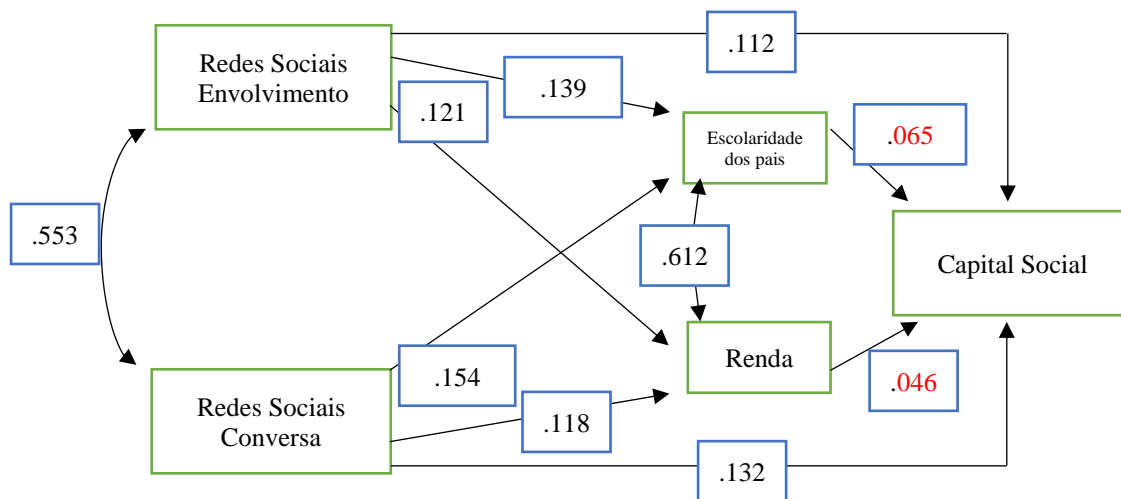 .112
Redes Sociais
Envolvimento
.139
.121
Escolaridade
dos pais
.065
.553
.612
Capital Social
Renda
.154
.046
Redes Sociais
Conversa
.118
.132